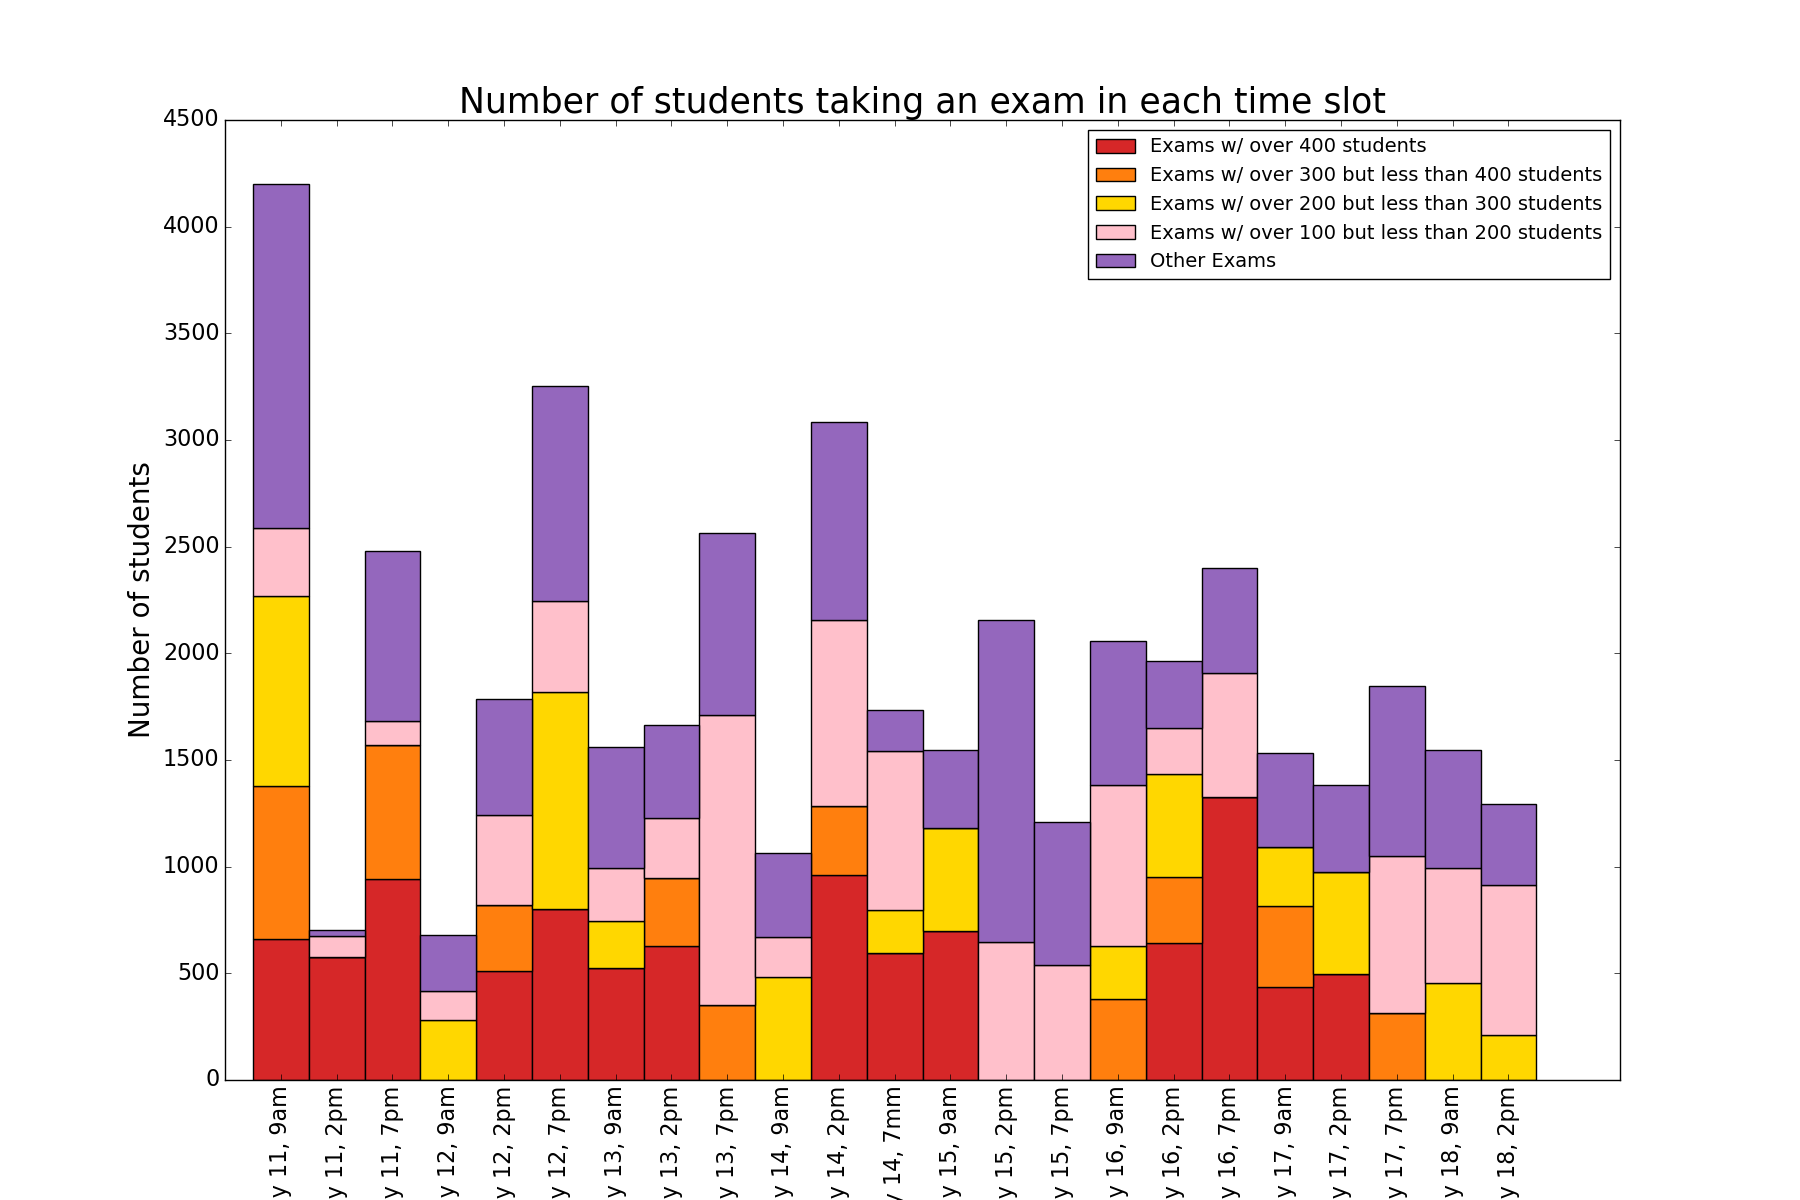 Number of students taking an exam in each time slot
Number of students
4500
4000
3500
3000
2500
2000
1500
1000
500
0
Exams w/ over 400 students
Exams w/ over 300 but less than 400 students
Exams w/ over 200 but less than 300 students
Exams w/ over 100 but less than 200 students
Other Exams
y 11, 9am
y 11, 2pm
y 11, 7pm
y 12, 9am
y 12, 2pm
y 12, 7pm
y 13, 9am
y 13, 2pm
y 13, 7pm
y 14, 9am
y 14, 2pm
y 14, 7mm
y 15, 9am
y 15, 2pm
y 15, 7pm
y 16, 9am
y 16, 2pm
y 16, 7pm
y 17, 9am
y 17, 2pm
y 17, 7pm
y 18, 9am
y 18, 2pm